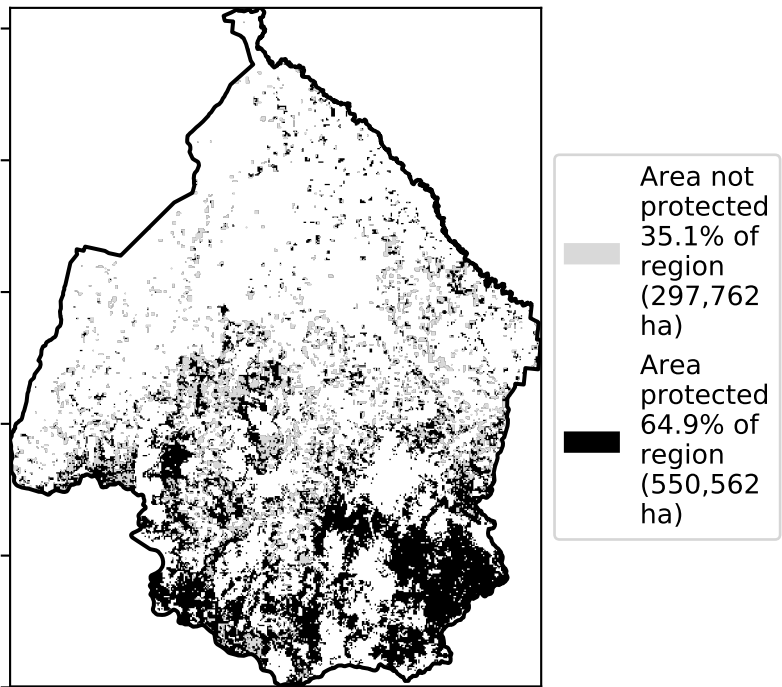 Area not
protected
35.1% of
region
(297,762
ha)
Area
protected
64.9% of
region
(550,562
ha)